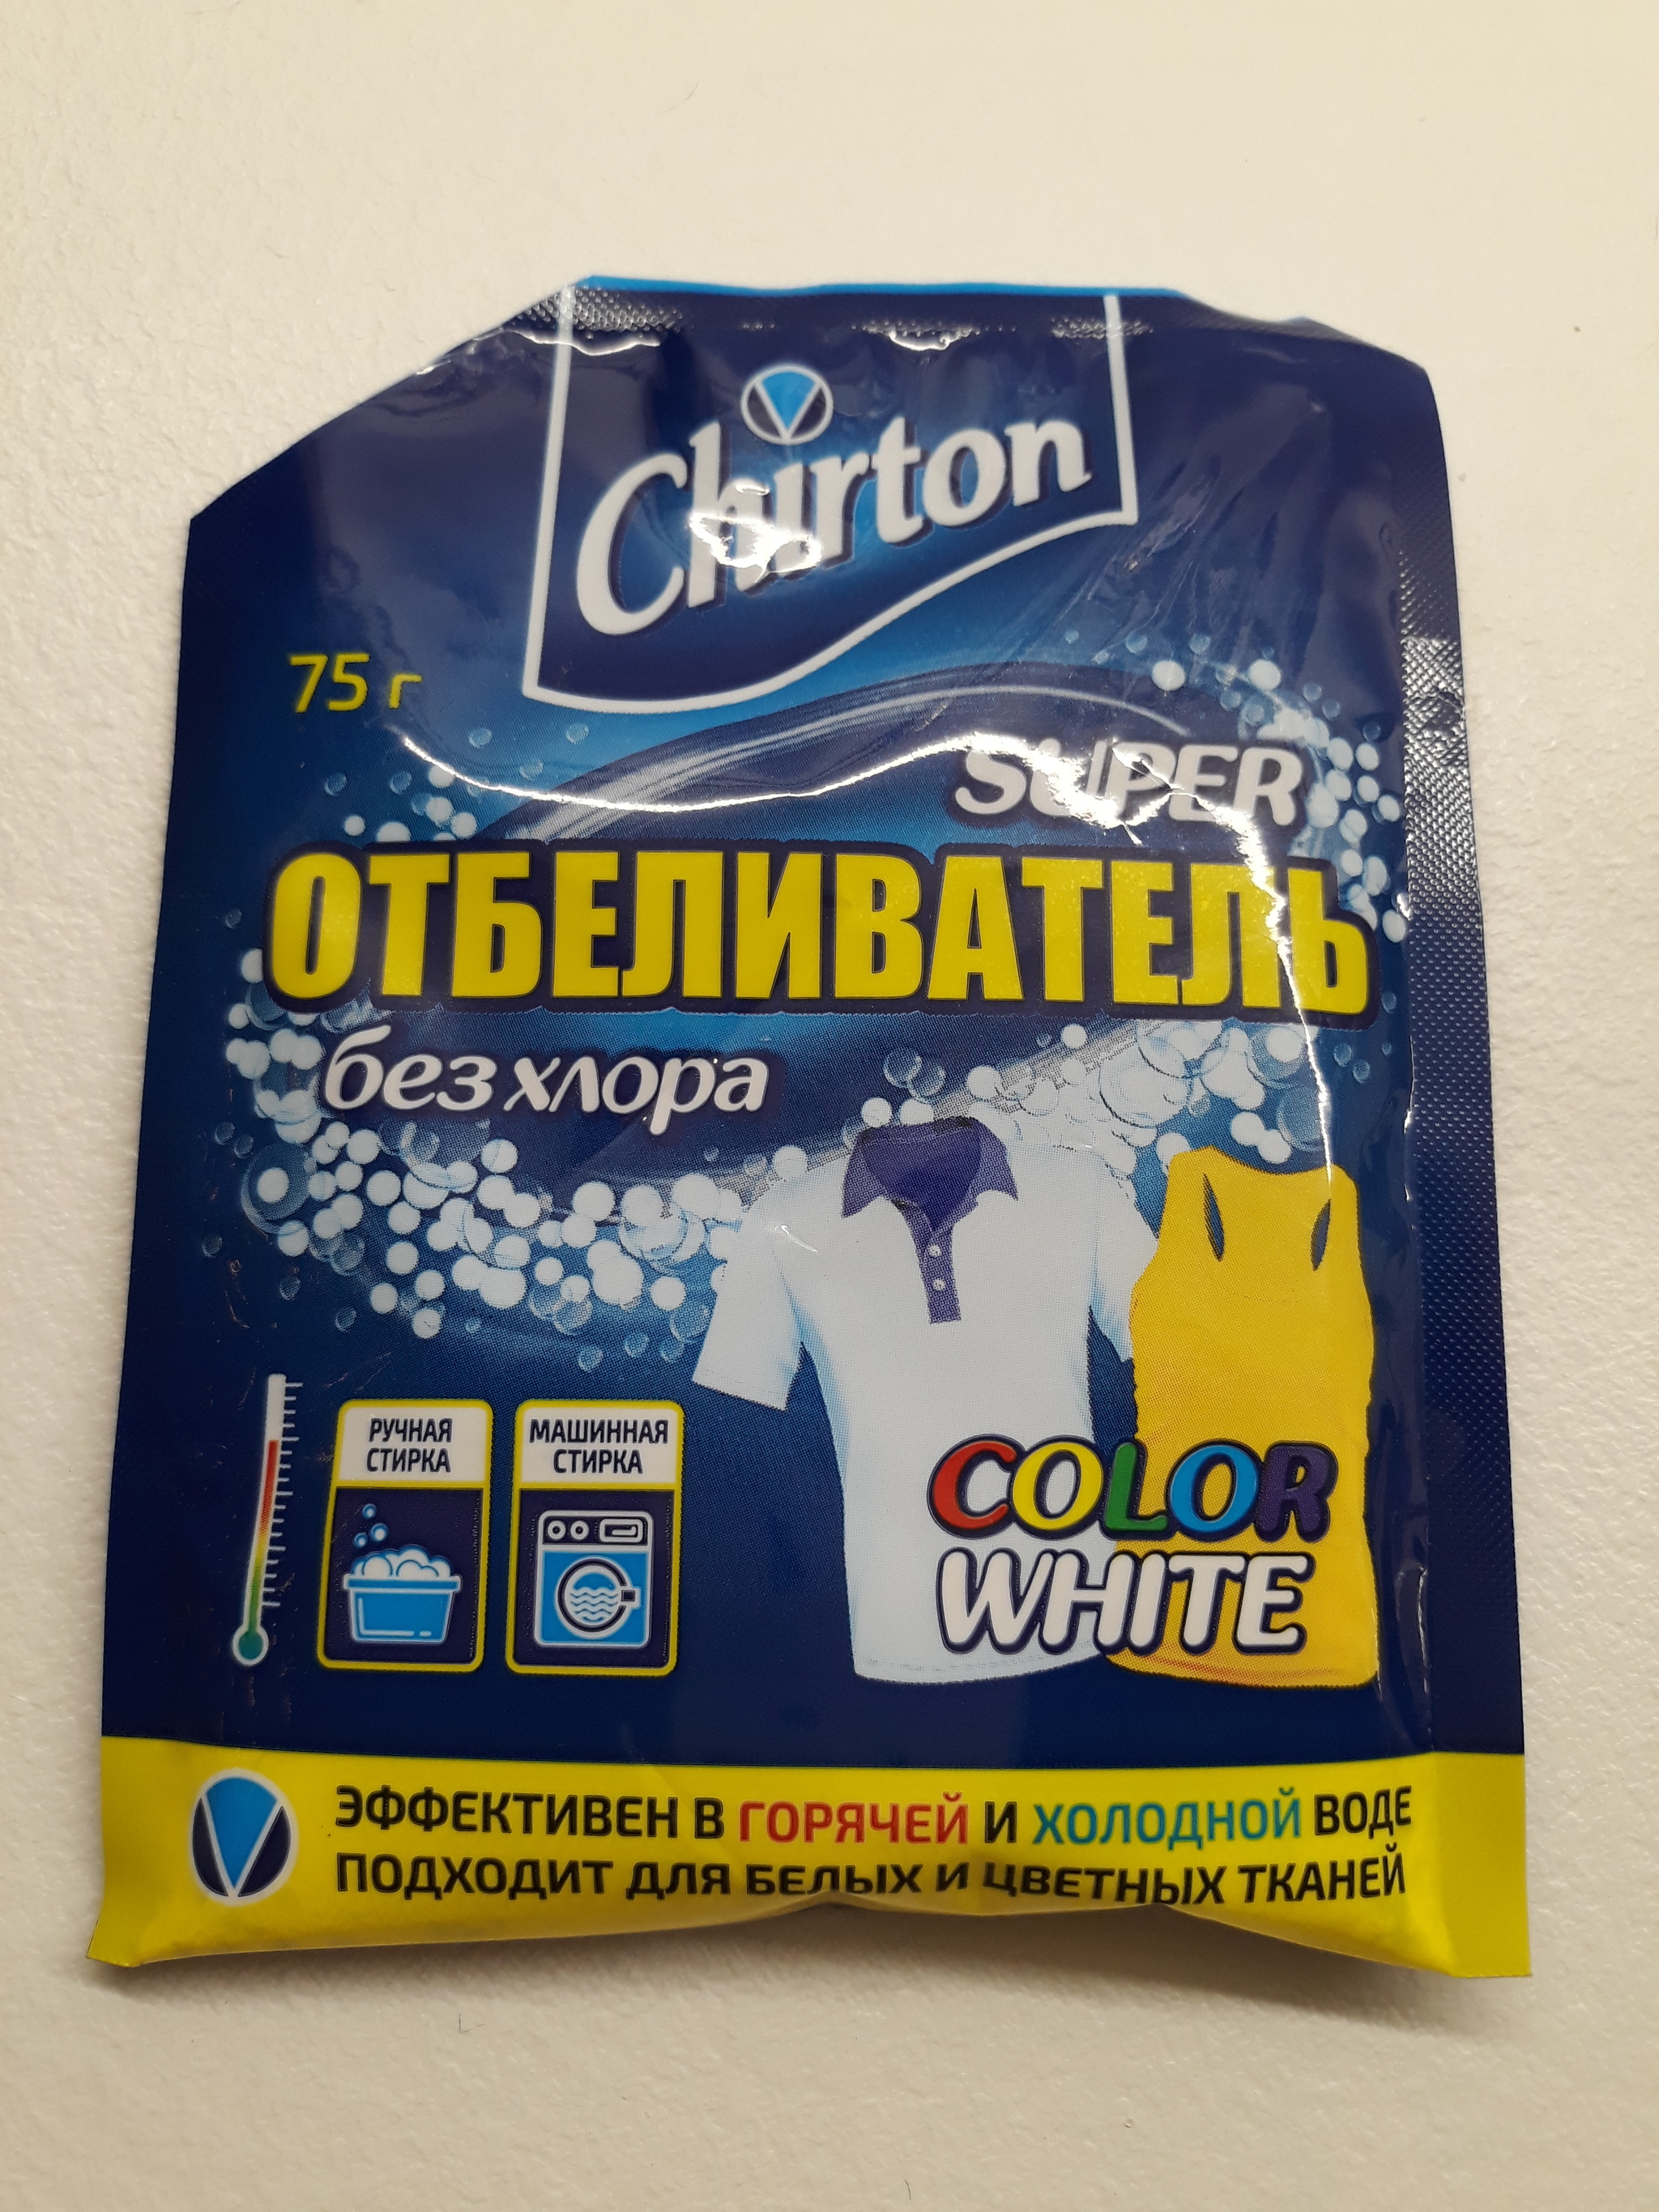 Chirton
75 г
SUPER
ОТБЕЛИВАТЕЛЬ
без хлора
РУЧНАЯ
СТИРКА
МАШИННАЯ
СТИРКА
COLOR
WHITE
ЭФФЕКТИВЕН В ГОРЯЧЕЙ И ХОЛОДНОЙ ВОДЕ
ПОДХОДИТ ДЛЯ БЕЛЫХ И ЦВЕТНЫХ ТКАНЕЙ